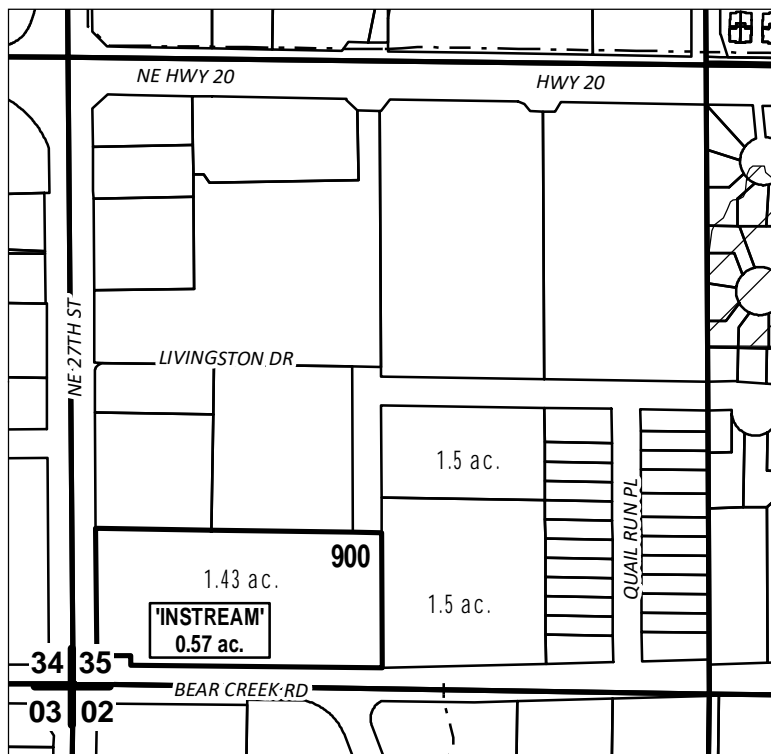 NE HWY 20
HWY 20
NE 27TH ST
LIVINGSTON DR
1.5 ac.
QUAIL RUN PL
900
1.43 ac.
1.5 ac.
'INSTREAM'
0.57 ac.
34 35
BEAR CREEK RD
03 02